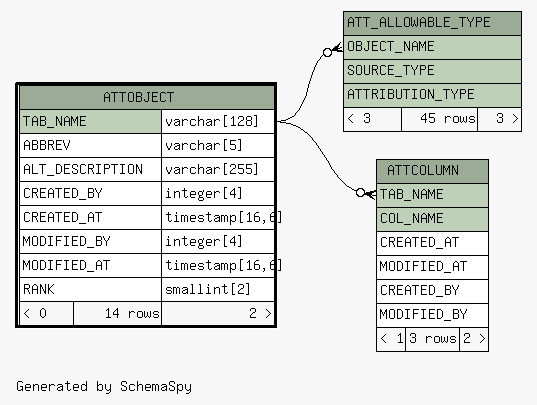 ATT_ALLOWABLE_TYPE
OBJECT_NAME
SOURCE_TYPE
ATTRIBUTION_TYPE
< 3 45 rows 3 >
ATTOBJECT
TAB_NAME varchar[128]
ABBREV varchar[5]
ALT_DESCRIPTION varchar[255]
CREATED_BY integer[4]
CREATED_AT timestamp[16,6]
MODIFIED_BY integer[4]
MODIFIED_AT timestamp[16,6]
RANK smallint[2]
< 0 14 rows 2 >
ATTCOLUMN
TAB_NAME
COL_NAME
CREATED_AT
MODIFIED_AT
CREATED_BY
MODIFIED_BY
< 1 3 rows 2 >
Generated by SchemaSpy